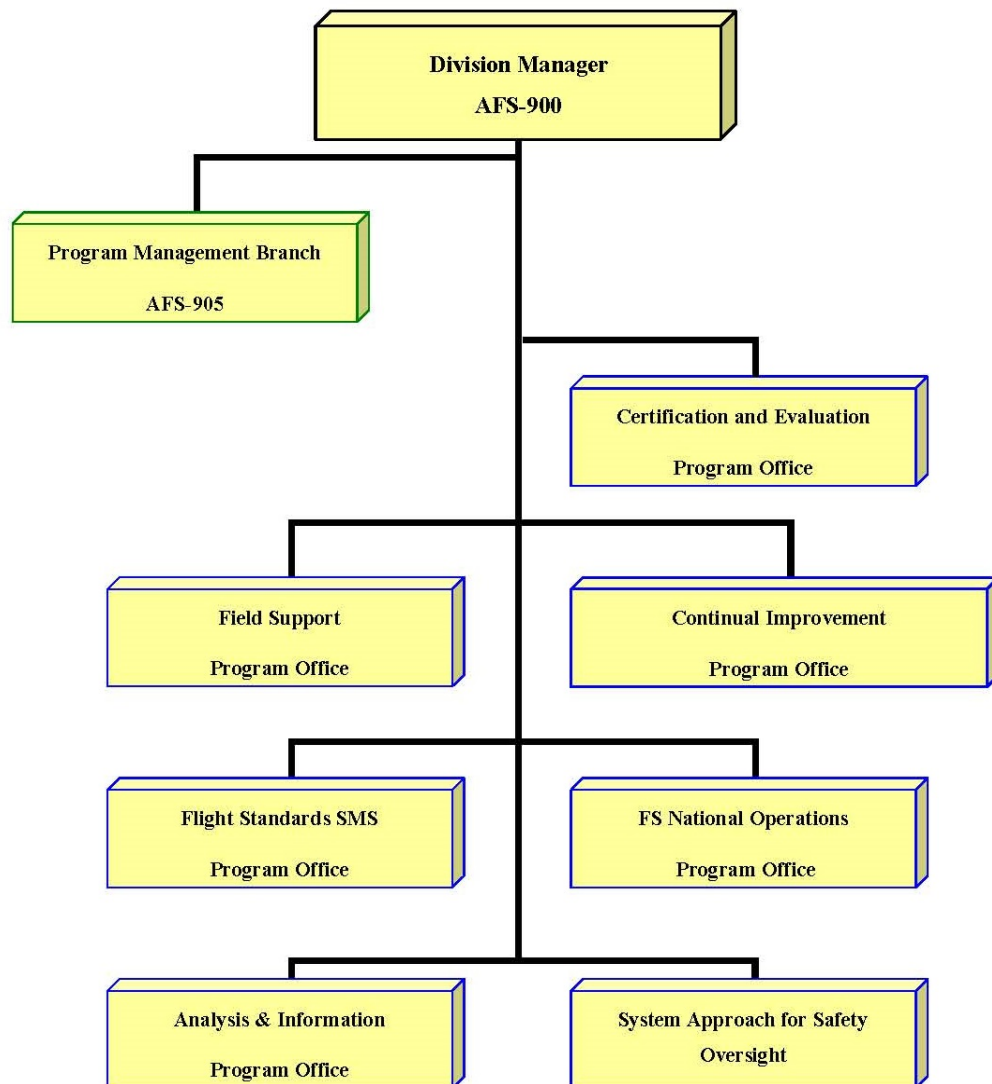 Division Manager
AFS-900
Program Management Branch
AFS-905
Certification and Evaluation
Program Office
Field Support
Program Office
Continual Improvement
Program Office
Flight Standards SMS
Program Office
FS National Operations
Program Office
Analysis & Information
Program Office
System Approach for Safety
Oversight